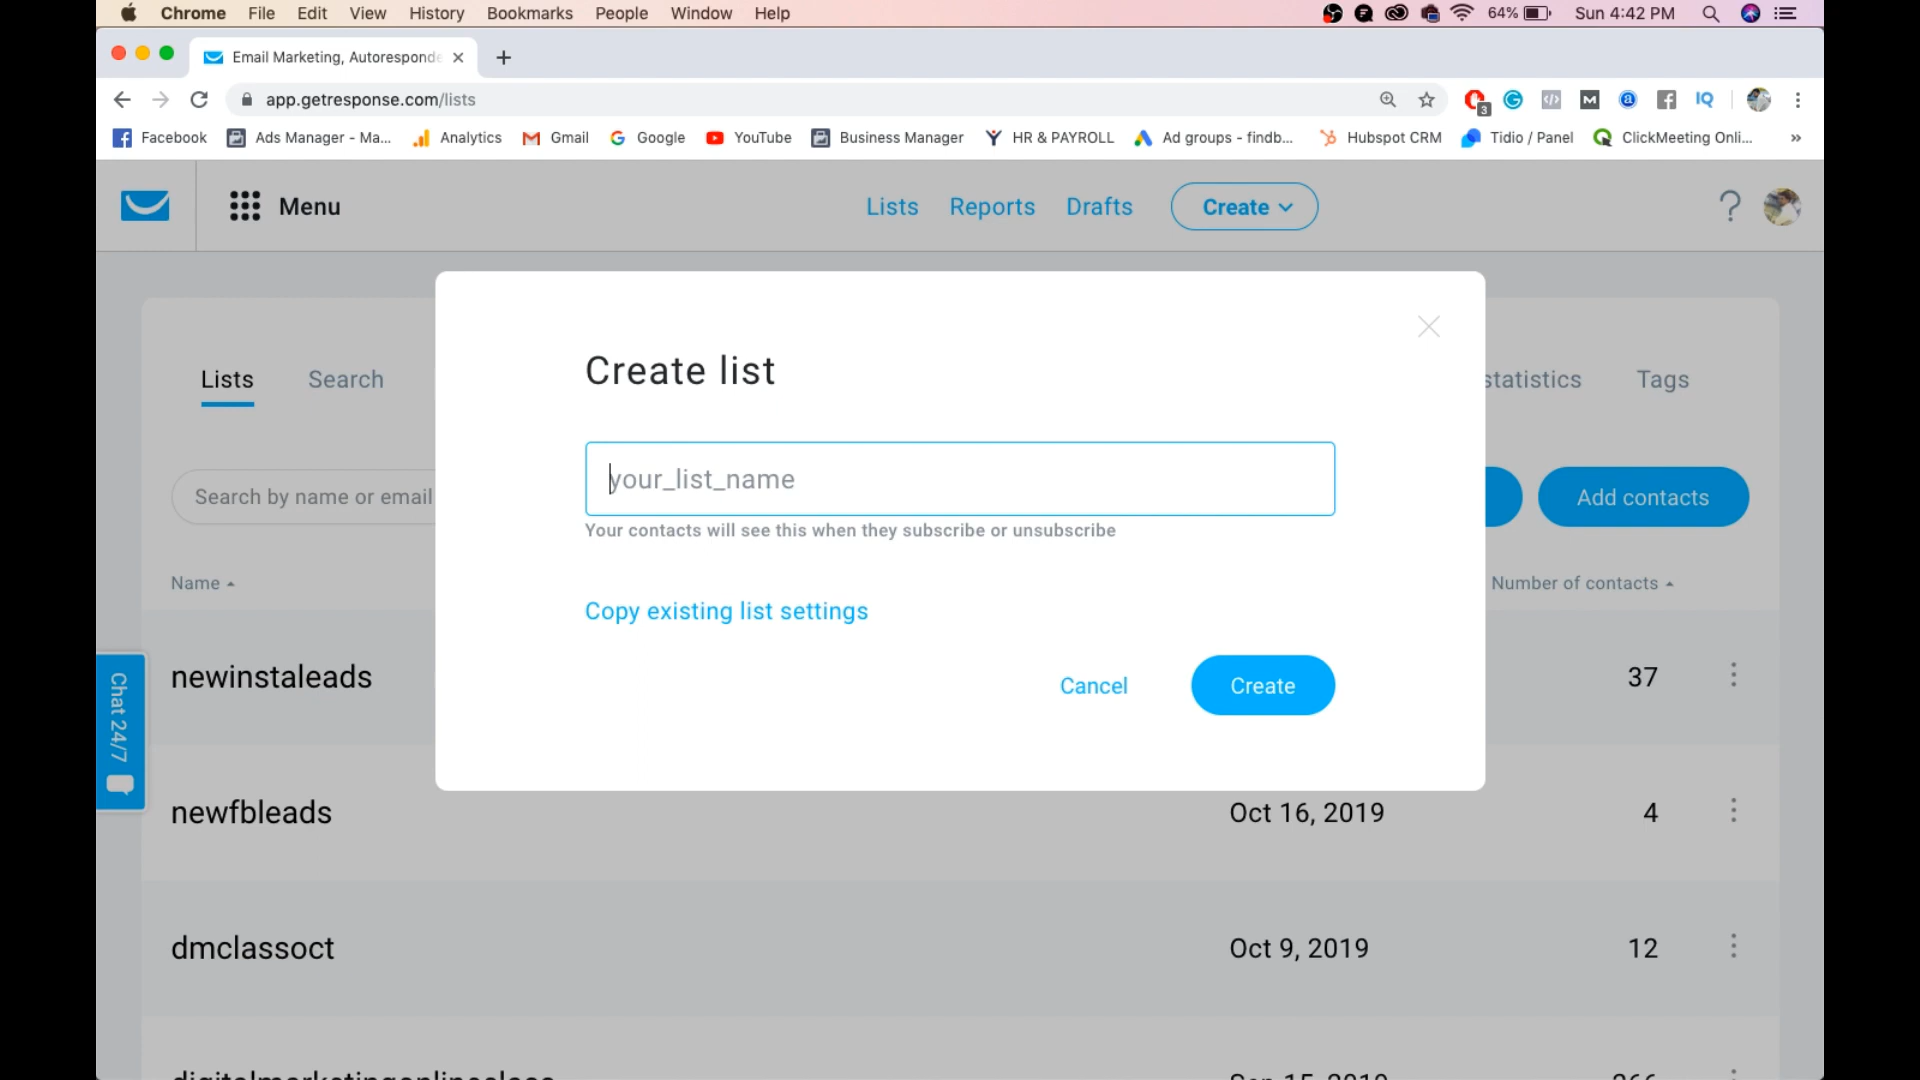 Chrome File Edit View History Bookmarks People Window Help 64% Sun 4:42 PM
Email Marketing, Autoresponde
app.getresponse.com/lists 3 IQ
Facebook Ads Manager - Ma... Analytics Gmail Google YouTube Business Manager HR & PAYROLL Ad groups - findb... Hubspot CRM Tidio / Panel ClickMeeting Onli... »
Menu Lists Reports Drafts Create ?
Create list
Lists Search statistics Tags
your_list_name
Search by name or email Add contacts
Your contacts will see this when they subscribe or unsubscribe
Name Number of contacts
Copy existing list settings
newinstaleads 37
Cancel Create
Chat 24/7
newfbleads Oct 16, 2019 4
dmclassoct Oct 9, 2019 12